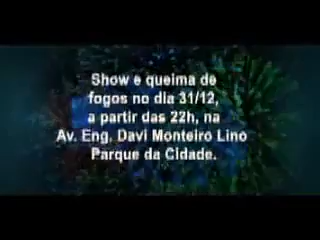 Show e queima de
fogos no dia 31/12,
a partir das 22h, na
Av. Eng. Davi Monteiro Lino
Parque da Cidade.